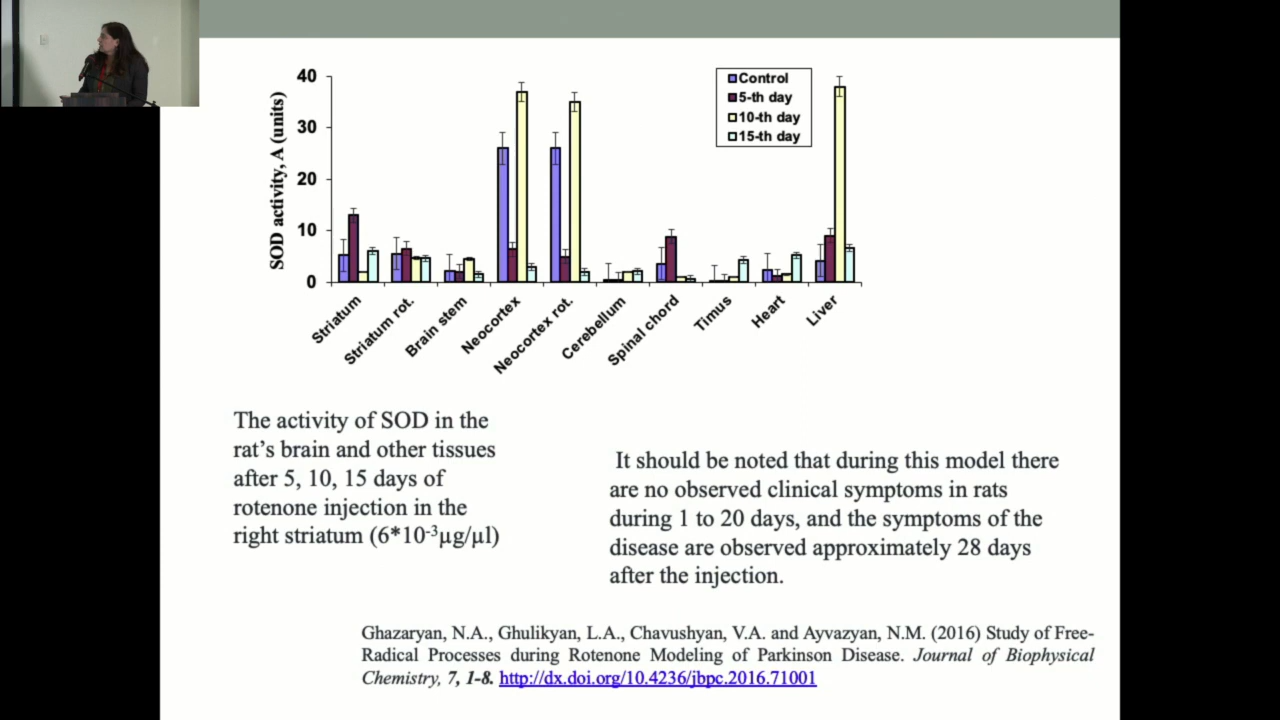 40
30
20
10
0
SOD activity, A (units)
Control
5-th day
10-th day
15-th day
Striatum
Striatum rot.
Brain stem
Neocortex
Neocortex rot.
Cerebellum
Spinal chord
Timus
Heart
Liver
The activity of SOD in the
rat’s brain and other tissues
after 5, 10, 15 days of
rotenone injection in the
right striatum (6*10-³µg/µl)
It should be noted that during this model there
are no observed clinical symptoms in rats
during 1 to 20 days, and the symptoms of the
disease are observed approximately 28 days
after the injection.
Ghazaryan, N.A., Ghulikyan, L.A., Chavushyan, V.A. and Ayvazyan, N.M. (2016) Study of Free-
Radical Processes during Rotenone Modeling of Parkinson Disease. Journal of Biophysical
Chemistry, 7, 1-8. http://dx.doi.org/10.4236/jbpc.2016.71001